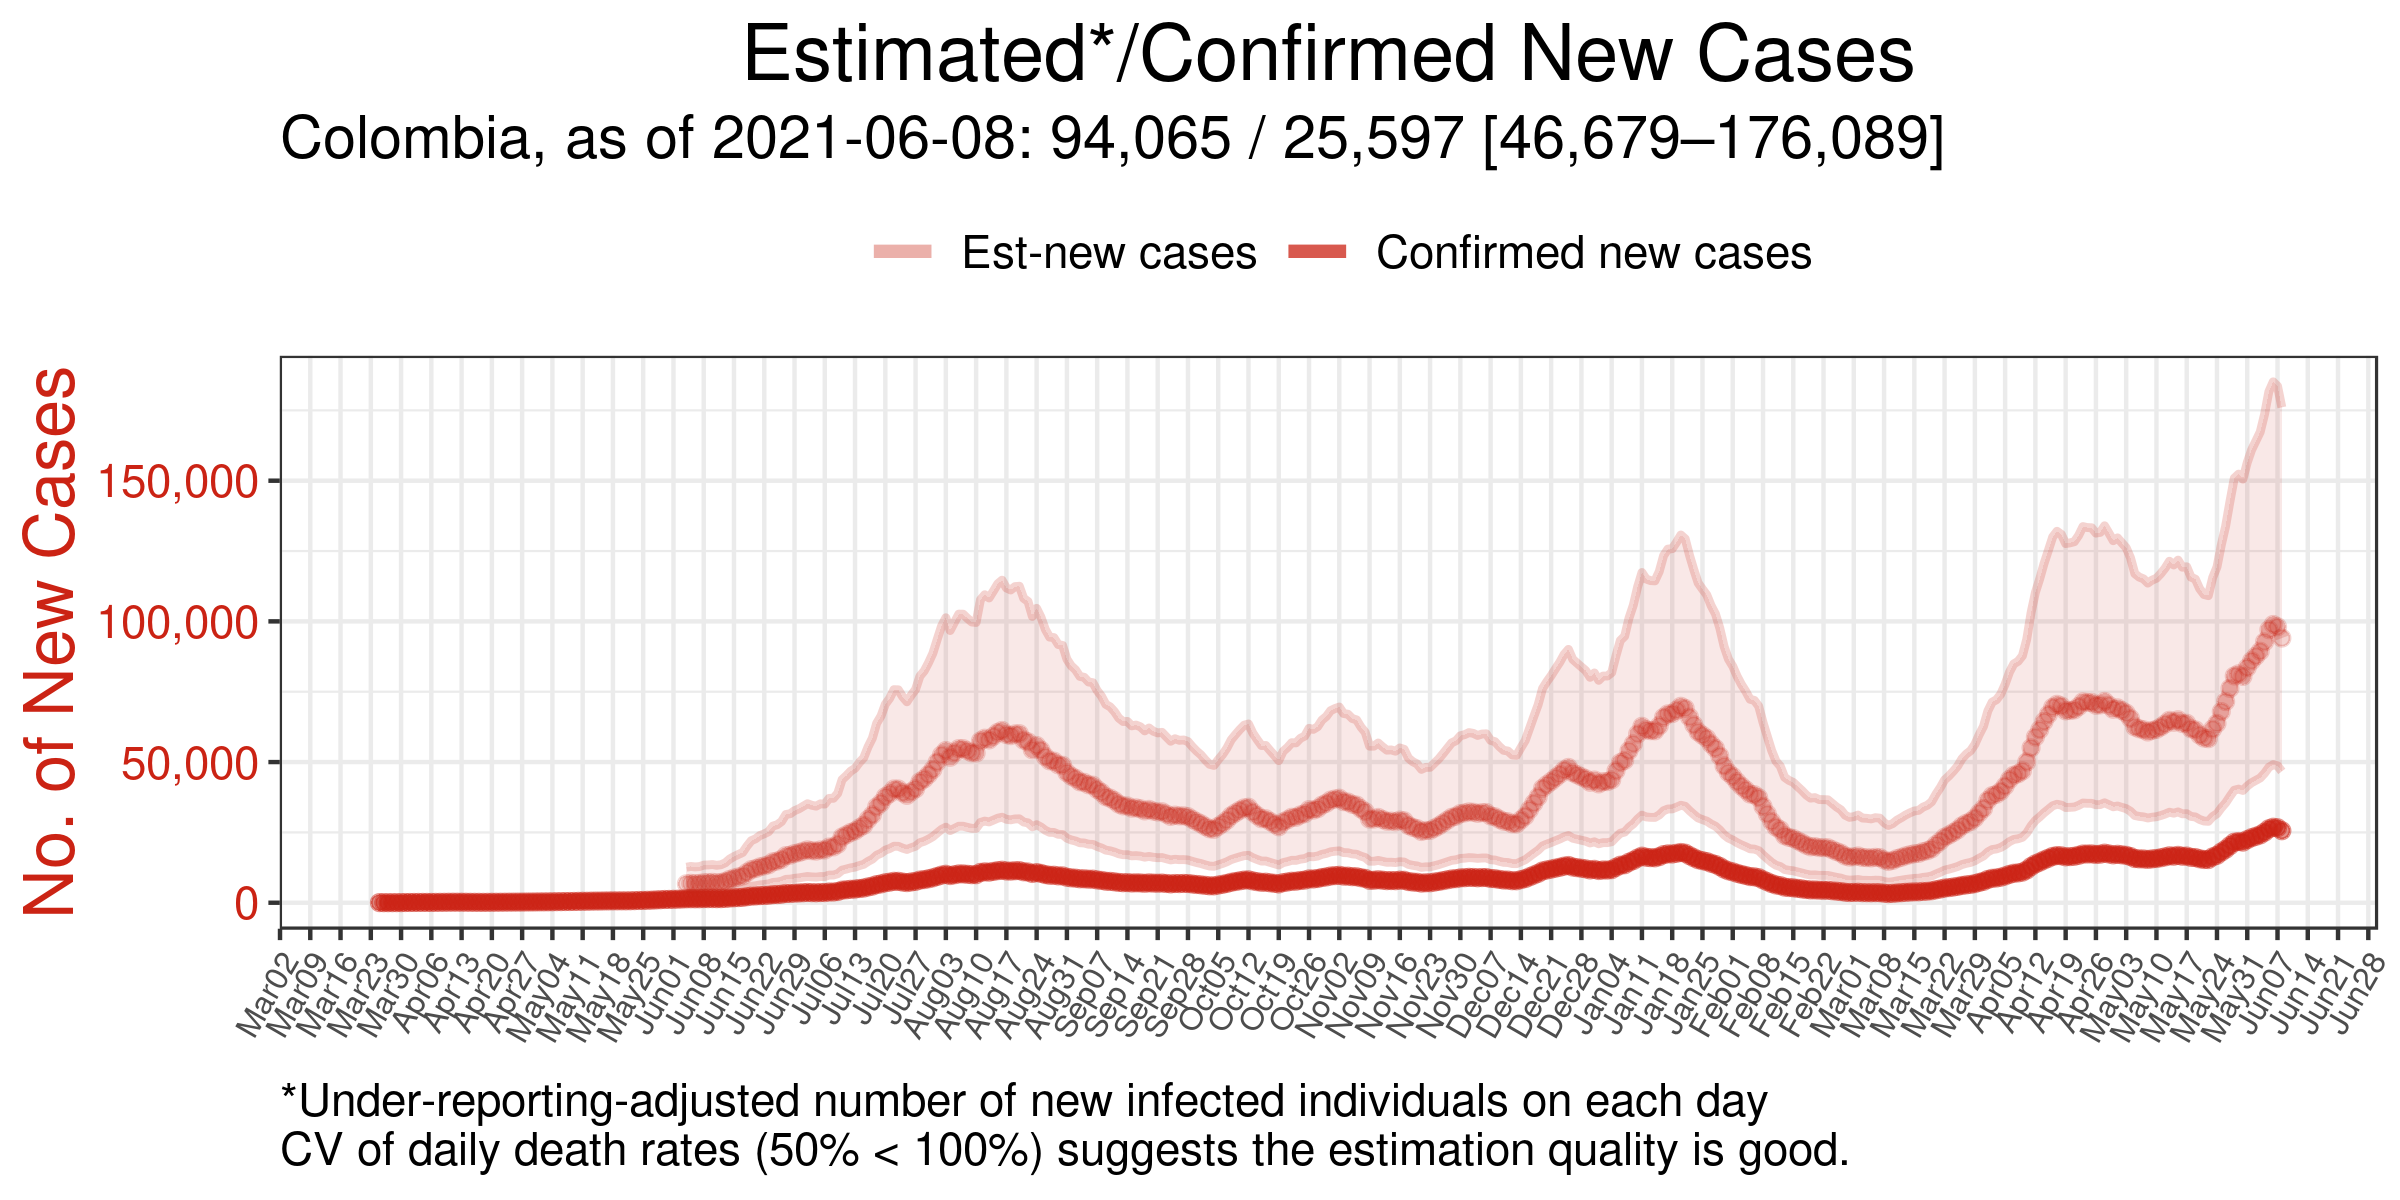 Estimated*/Confirmed New Cases
Colombia, as of 2021-06-08: 94,065 / 25,597 [46,679–176,089]
Est-new cases
Confirmed new cases
No. of New Cases
150,000
100,000
50,000
0
Mar02
Mar09
Mar16
Mar23
Mar30
Apr06
Apr13
Apr20
Apr27
May04
May11
May18
May25
Jun01
Jun08
Jun15
Jun22
Jun29
Jul06
Jul13
Jul20
Jul27
Aug03
Aug10
Aug17
Aug24
Aug31
Sep07
Sep14
Sep21
Sep28
Oct05
Oct12
Oct19
Oct26
Nov02
Nov09
Nov16
Nov23
Nov30
Dec07
Dec14
Dec21
Dec28
Jan04
Jan11
Jan18
Jan25
Feb01
Feb08
Feb15
Feb22
Mar01
Mar08
Mar15
Mar22
Mar29
Apr05
Apr12
Apr19
Apr26
May03
May10
May17
May24
May31
Jun07
Jun14
Jun21
Jun28
*Under-reporting-adjusted number of new infected individuals on each day
CV of daily death rates (50% < 100%) suggests the estimation quality is good.